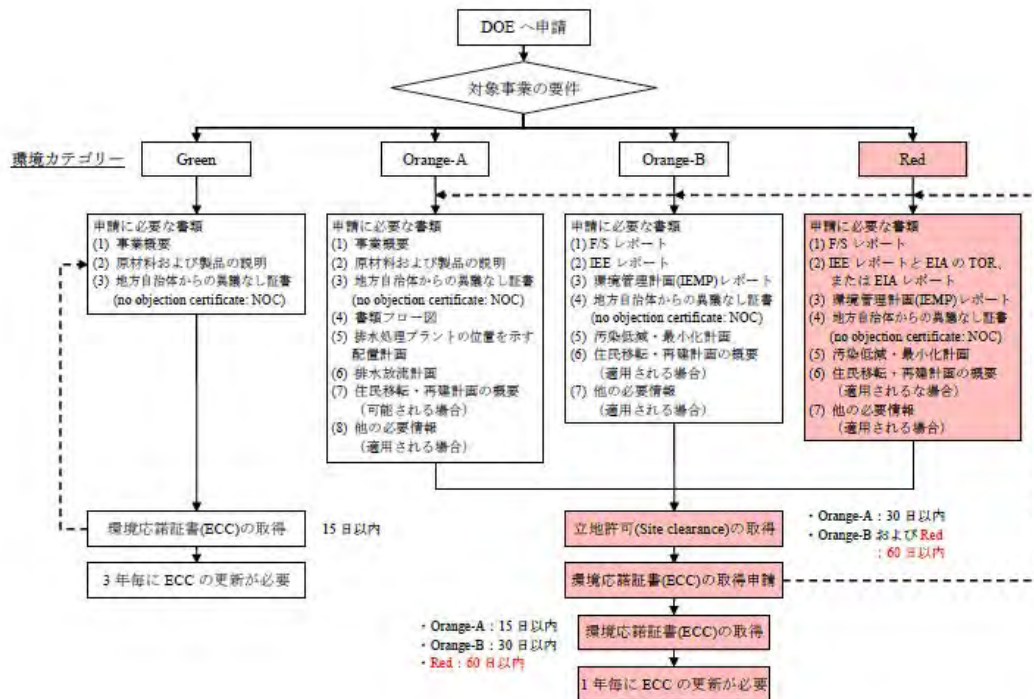 DOE へ申請
対象事業の要件
環境カテゴリー
Green
Orange-A
Orange-B
Red
申請に必要な書類
(1) 事業概要
(2) 原材料および製品の説明
(3) 地方自治体からの異議なし証書
(no objection certificate: NOC)
申請に必要な書類
(1) 事業概要
(2) 原材料および製品の説明
(3) 地方自治体からの異議なし証書
(no objection certificate: NOC)
(4) 書類フロー図
(5) 排水処理プラントの位置を示す
配置計画
(6) 排水放流計画
(7) 住民移転・再建計画の概要
（可能される場合）
(8) 他の必要情報
（適用される場合）
申請に必要な書類
(1) F/S レポート
(2) IEE レポート
(3) 環境管理計画(IEMP)レポート
(4) 地方自治体からの異議なし証書
(no objection certificate: NOC)
(5) 汚染低減・最小化計画
(6) 住民移転・再建計画の概要
（適用される場合）
(7) 他の必要情報
（適用される場合）
申請に必要な書類
(1) F/S レポート
(2) IEE レポートと EIA の TOR、
または EIA レポート
(3) 環境管理計画(IEMP)レポート
(4) 地方自治体からの異議なし証書
(no objection certificate: NOC)
(5) 汚染低減・最小化計画
(6) 住民移転・再建計画の概要
（適用されるな場合）
(7) 他の必要情報
（適用される場合）
環境応諾証書(ECC)の取得
15 日以内
3 年毎に ECC の更新が必要
立地許可(Site clearance)の取得
・Orange-A : 30 日以内
・Orange-B および Red
: 60 日以内
環境応諾証書(ECC)の取得申請
・Orange-A : 15 日以内
・Orange-B : 30 日以内
・Red : 60 日以内
環境応諾証書(ECC)の取得
1 年毎に ECC の更新が必要